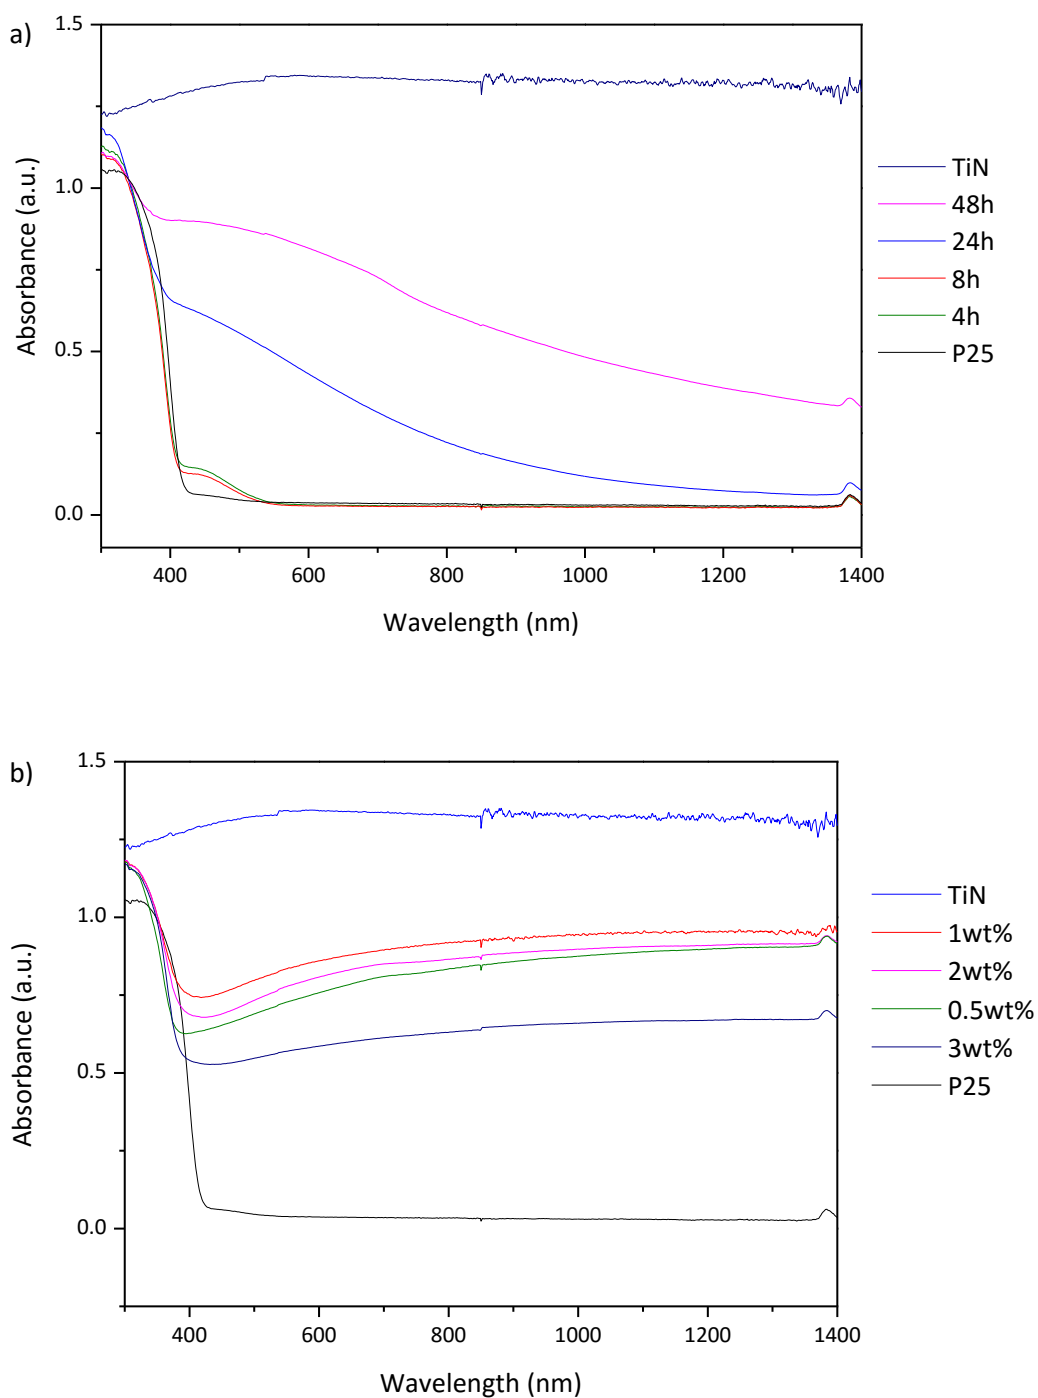 a)
1.5
1.0
0.5
0.0
Absorbance (a.u.)
400 600 800 1000 1200 1400
Wavelength (nm)
TiN
48h
24h
8h
4h
P25
b)
1.5
1.0
0.5
0.0
Absorbance (a.u.)
400 600 800 1000 1200 1400
Wavelength (nm)
TiN
1wt%
2wt%
0.5wt%
3wt%
P25